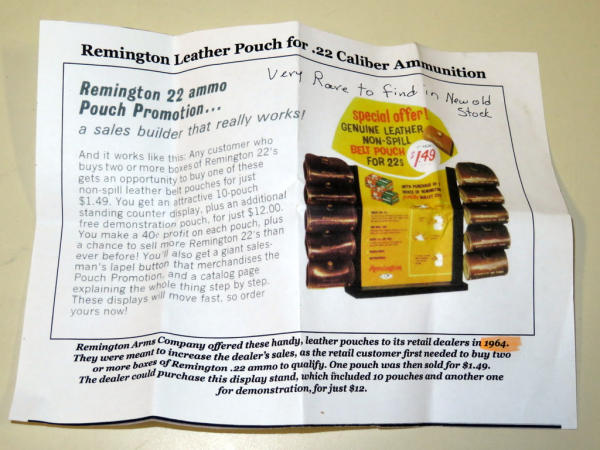 Remington Leather Pouch for .22 Caliber Ammunition
Very Rare to find in New old
Stock
Remington 22 ammo
Pouch Promotion...
a sales builder that really works!
And it works like this: Any customer who
buys two or more boxes of Remington 22's
gets an opportunity to buy one of these
non-spill leather belt pouches for just
$1.49. You get an attractive 10-pouch
standing counter display, plus an additional
free demonstration pouch, for just $12.00.
You make a 40¢ profit on each pouch, plus
a chance to sell more Remington 22's than
ever before! You'll also get a giant sales-
man's lapel button that merchandises the
Pouch Promotion, and a catalog page
explaining the whole thing step by step.
These displays will move fast, so order
yours now!
special offer!
GENUINE LEATHER
NON-SPILL
BELT POUCH
FOR 22s
$1.49
WITH PURCHASE OF 2
BOXES OF REMINGTON
Remington
Remington Arms Company offered these handy, leather pouches to its retail dealers in 1964.
They were meant to increase the dealer's sales, as the retail customer first needed to buy two
or more boxes of Remington .22 ammo to qualify. One pouch was then sold for $1.49.
The dealer could purchase this display stand, which included 10 pouches and another one
for demonstration, for just $12.